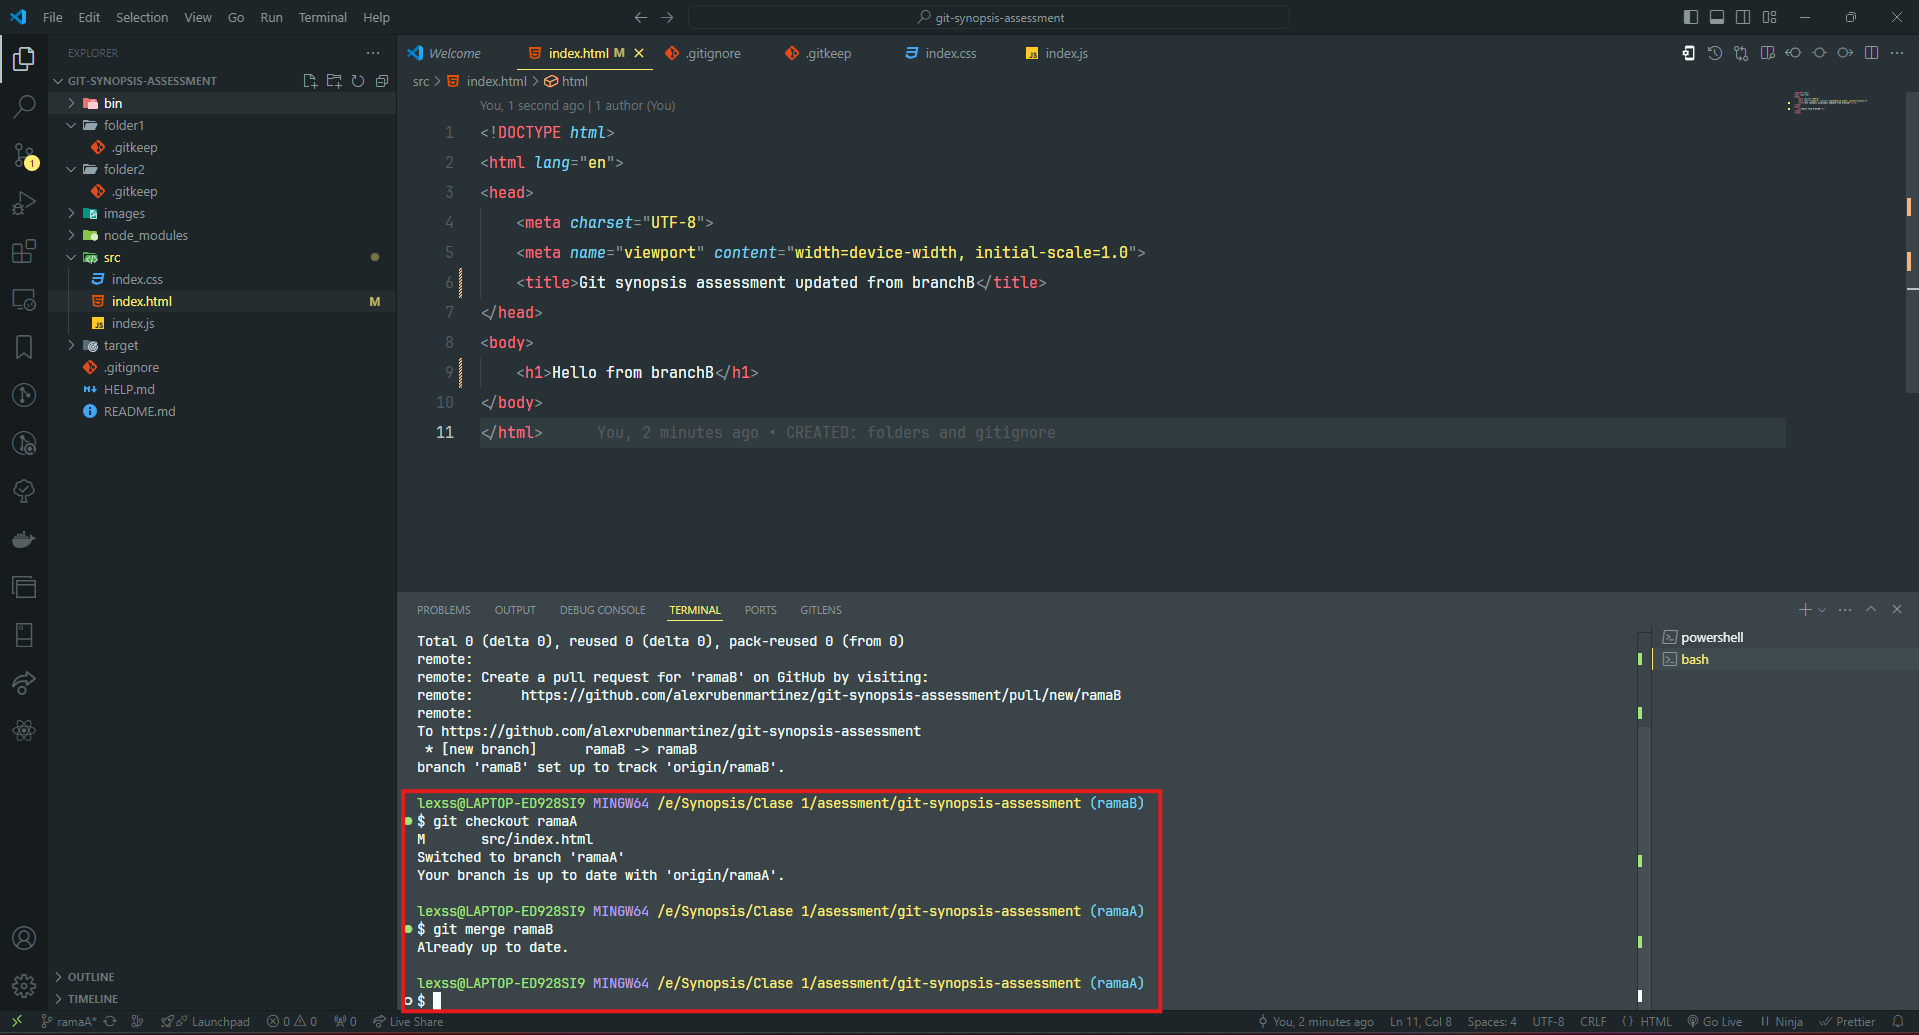 File Edit Selection View Go Run Terminal Help
git-synopsis-assessment
EXPLORER
GIT-SYNOPSIS-ASSESSMENT
bin
folder1
.gitkeep
folder2
.gitkeep
images
node_modules
src
index.css
index.html M
index.js
target
.gitignore
HELP.md
README.md
OUTLINE
TIMELINE
1
Welcome index.html M .gitignore .gitkeep index.css index.js
src > index.html > html
You, 1 second ago | 1 author (You)
1 <!DOCTYPE html>
2 <html lang="en">
3 <head>
4 <meta charset="UTF-8">
5 <meta name="viewport" content="width=device-width, initial-scale=1.0">
6 <title>Git synopsis assessment updated from branchB</title>
7 </head>
8 <body>
9 <h1>Hello from branchB</h1>
10 </body>
11 </html> You, 2 minutes ago • CREATED: folders and gitignore
PROBLEMS OUTPUT DEBUG CONSOLE TERMINAL PORTS GITLENS
Total 0 (delta 0), reused 0 (delta 0), pack-reused 0 (from 0)
remote:
remote: Create a pull request for 'ramaB' on GitHub by visiting:
remote: https://github.com/alexrubenmartinez/git-synopsis-assessment/pull/new/ramaB
remote:
To https://github.com/alexrubenmartinez/git-synopsis-assessment
* [new branch] ramaB -> ramaB
branch 'ramaB' set up to track 'origin/ramaB'.
lexss@LAPTOP-ED928SI9 MINGW64 /e/Synopsis/Clase 1/asessment/git-synopsis-assessment (ramaB)
$ git checkout ramaA
M src/index.html
Switched to branch 'ramaA'
Your branch is up to date with 'origin/ramaA'.
lexss@LAPTOP-ED928SI9 MINGW64 /e/Synopsis/Clase 1/asessment/git-synopsis-assessment (ramaA)
$ git merge ramaB
Already up to date.
lexss@LAPTOP-ED928SI9 MINGW64 /e/Synopsis/Clase 1/asessment/git-synopsis-assessment (ramaA)
$
powershell
bash
ramaA* Launchpad 0 0 0 Live Share You, 2 minutes ago Ln 11, Col 8 Spaces: 4 UTF-8 CRLF {} HTML Go Live Ninja Prettier